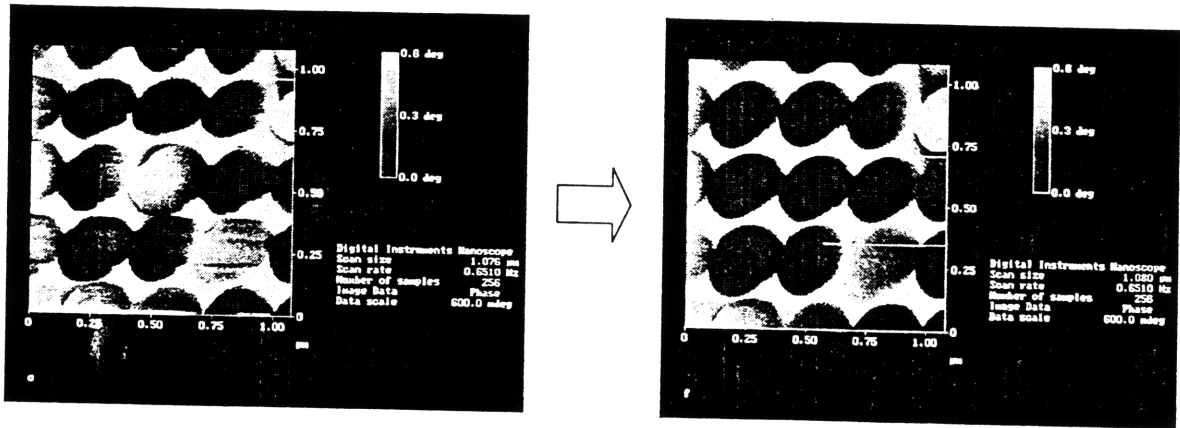 0.6 deg
0.3 deg
0.0 deg
1.00
0.75
0.50
0.25
0
0 0.25 0.50 0.75 1.00
μm
Digital Instruments Nanoscope
Scan size 1.076 μm
Scan rate 0.6510 Hz
Number of samples 256
Image Data Phase
Data scale 600.0 mdeg
0.6 deg
0.3 deg
0.0 deg
1.00
0.75
0.50
0.25
0
0 0.25 0.50 0.75 1.00
μm
Digital Instruments Nanoscope
Scan size 1.080 μm
Scan rate 0.6510 Hz
Number of samples 256
Image Data Phase
Data scale 600.0 mdeg
f